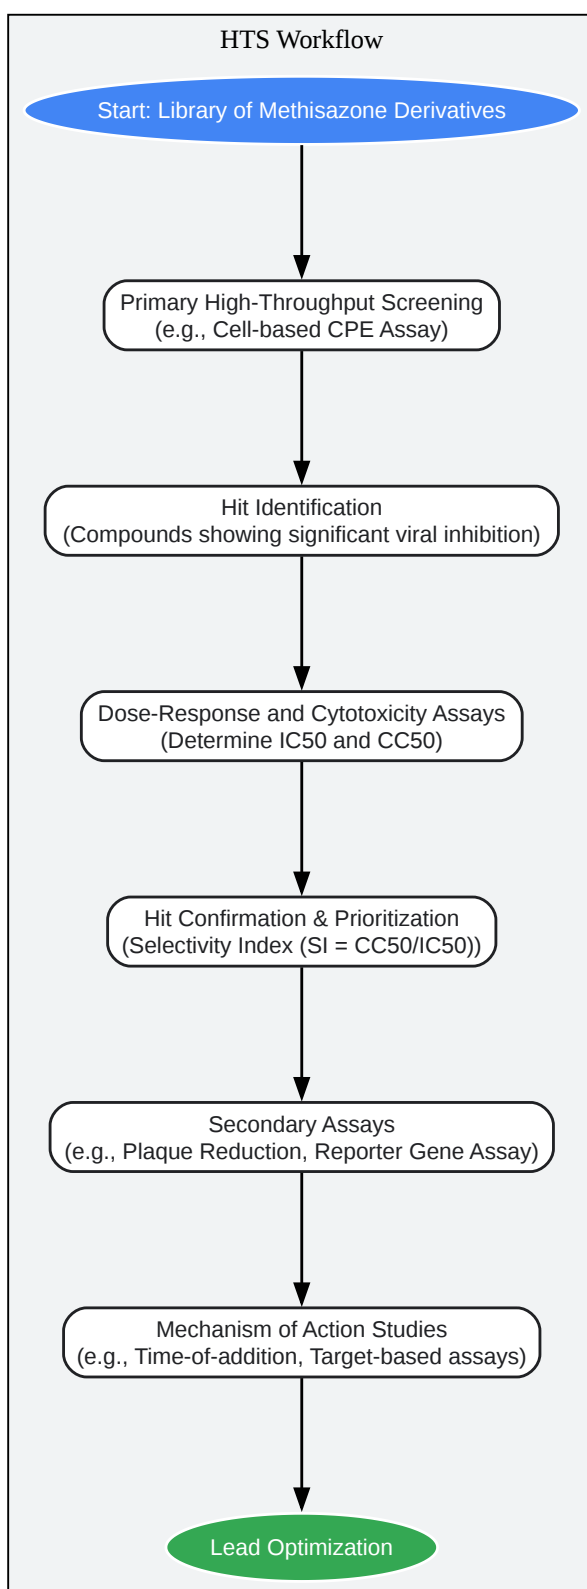 HTS Workflow
Start: Library of Methisazone Derivatives
Primary High-Throughput Screening
(e.g., Cell-based CPE Assay)
Hit Identification
(Compounds showing significant viral inhibition)
Dose-Response and Cytotoxicity Assays
(Determine IC50 and CC50)
Hit Confirmation & Prioritization
(Selectivity Index (SI = CC50/IC50))
Secondary Assays
(e.g., Plaque Reduction, Reporter Gene Assay)
Mechanism of Action Studies
(e.g., Time-of-addition, Target-based assays)
Lead Optimization